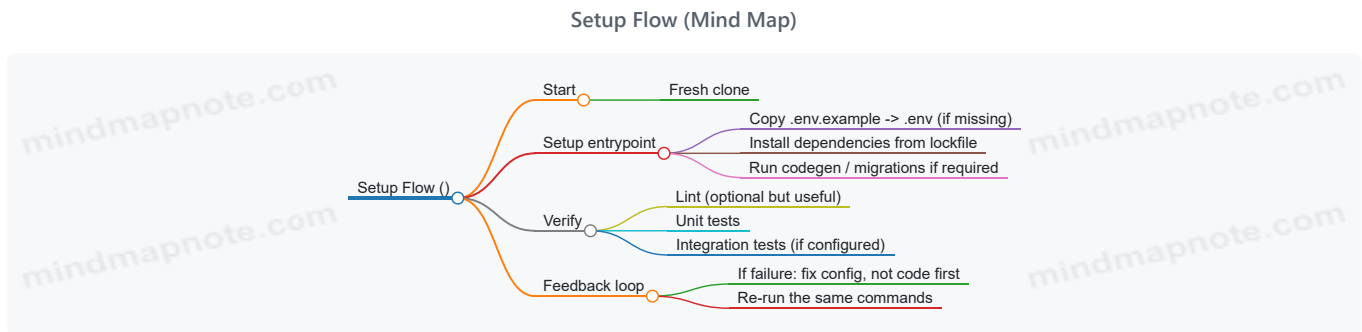 Setup Flow (Mind Map)
mindmapnote.com
mindmapnote.com
Start
Fresh clone
Setup entrypoint
Copy .env.example -> .env (if missing)
Install dependencies from lockfile
Run codegen / migrations if required
Setup Flow ()
Verify
Lint (optional but useful)
Unit tests
Integration tests (if configured)
Feedback loop
If failure: fix config, not code first
Re-run the same commands
mindmapnote.com
mindmapnote.com